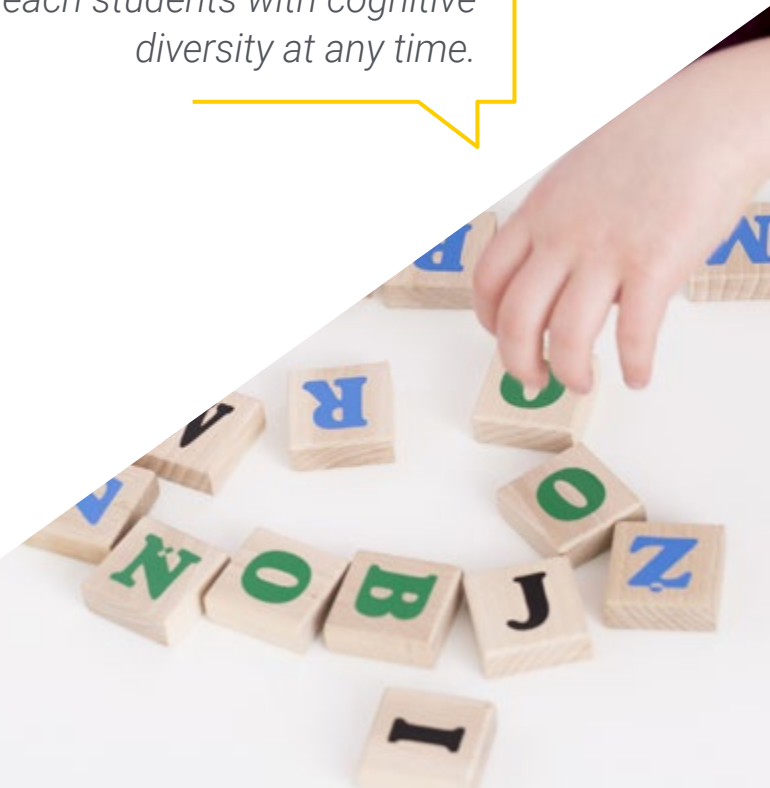 each students with cognitive
diversity at any time.
B
R O
V
O
O B J Ż
I